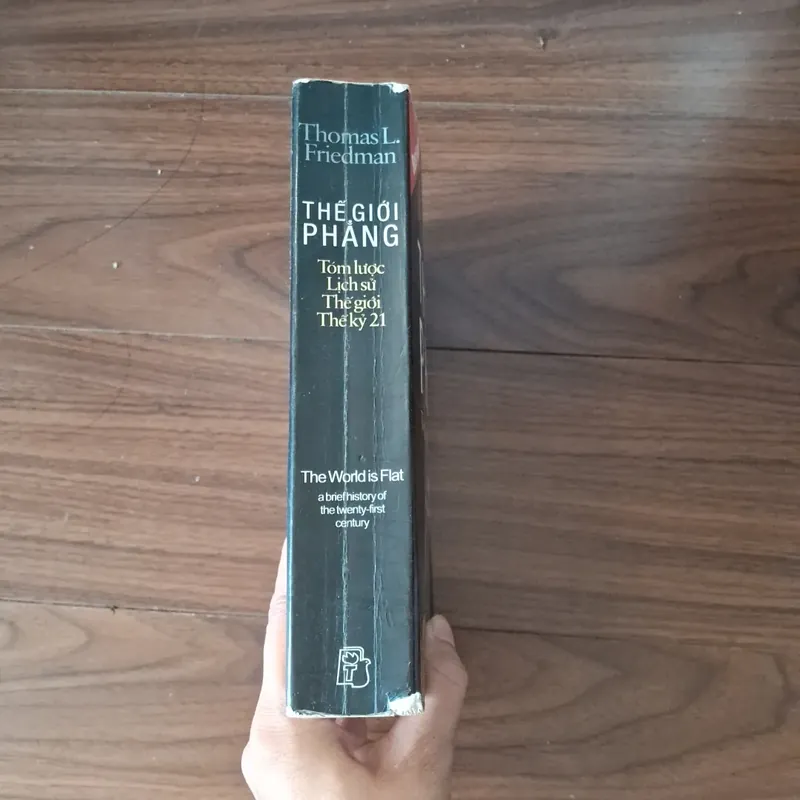 Thomas L.
Friedman
THẾ GIỚI
PHẲNG
Tóm lược
Lịch sử
Thế giới
Thế kỷ 21
The World is Flat
a brief history of
the twenty-first
century